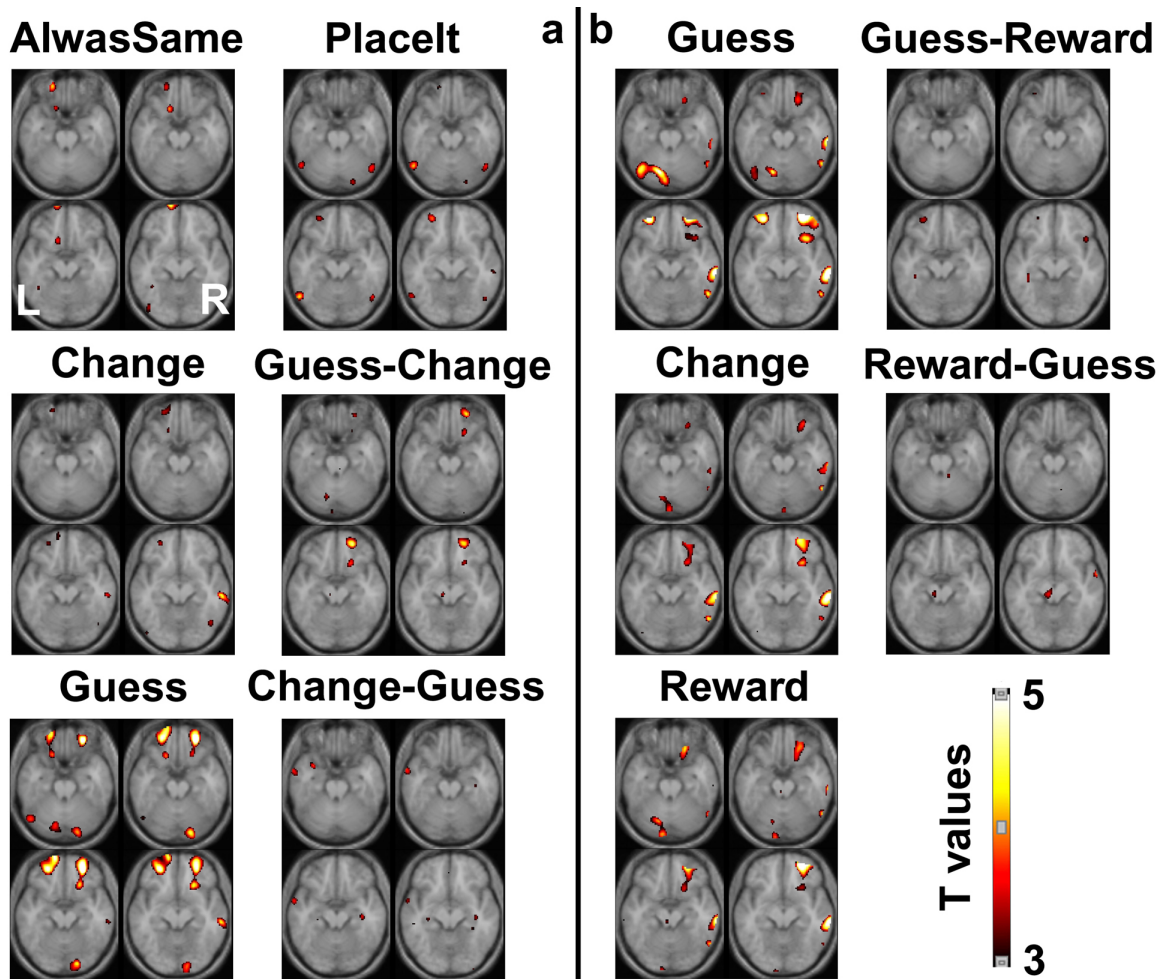 a
AlwasSame
PlaceIt
L
R
Change
Guess-Change
Guess
Change-Guess
b
Guess
Guess-Reward
Change
Reward-Guess
Reward
T values
5
3